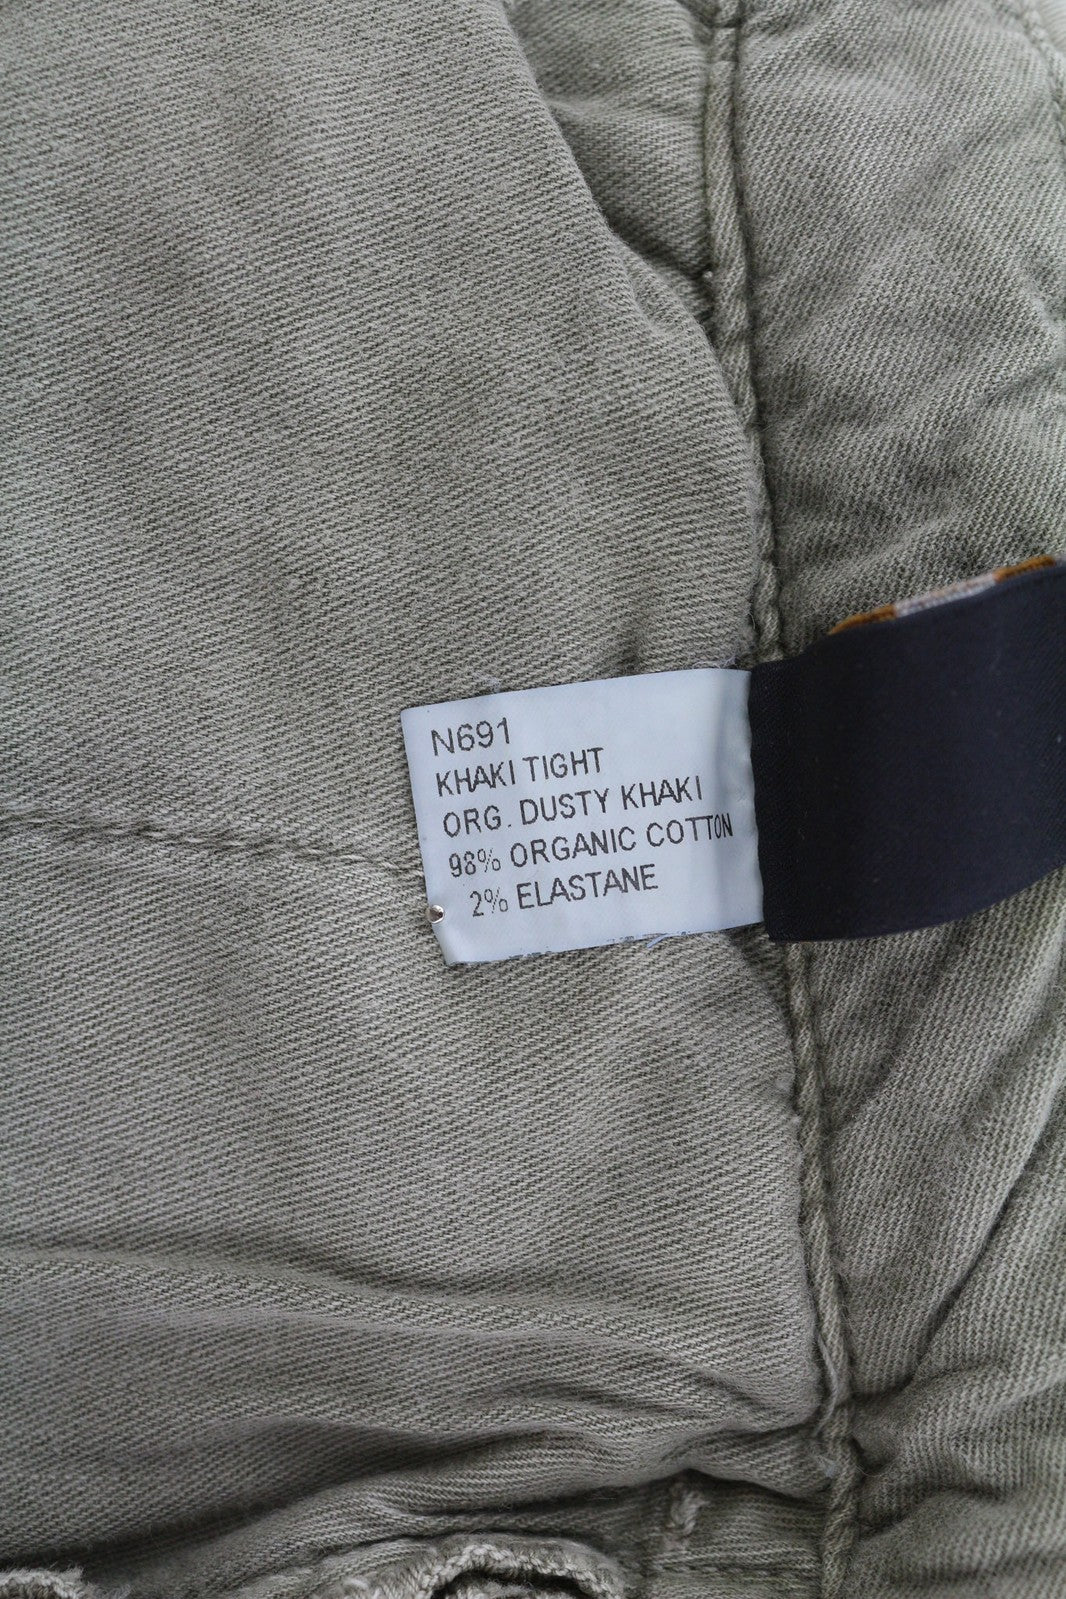 N691
KHAKI TIGHT
ORG. DUSTY KHAKI
98% ORGANIC COTTON
2% ELASTANE